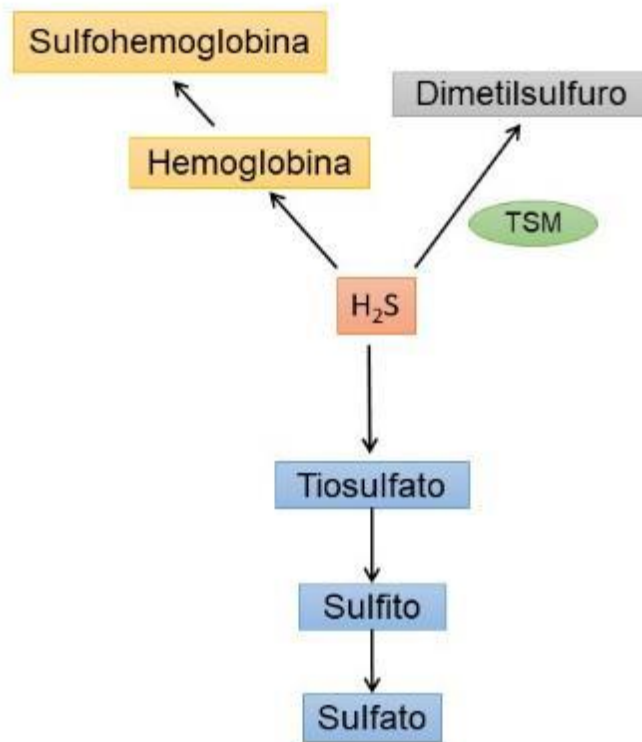 Sulfohemoglobina
Dimetilsulfuro
Hemoglobina
TSM
H₂S
Tiosulfato
Sulfito
Sulfato